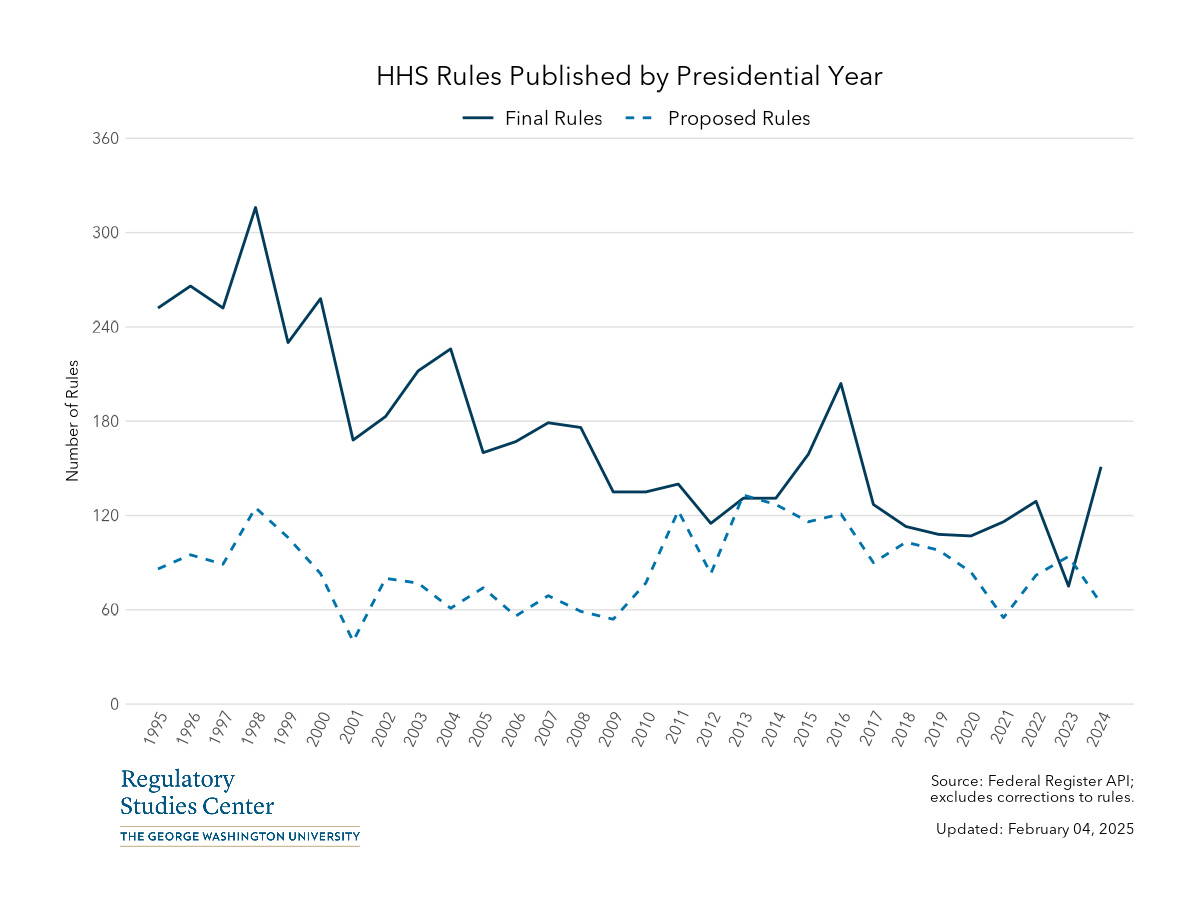 HHS Rules Published by Presidential Year
Final Rules Proposed Rules
360
300
240
180
120
60
0
Number of Rules
1995 1996 1997 1998 1999 2000 2001 2002 2003 2004 2005 2006 2007 2008 2009 2010 2011 2012 2013 2014 2015 2016 2017 2018 2019 2020 2021 2022 2023 2024
Regulatory
Studies Center
THE GEORGE WASHINGTON UNIVERSITY
Source: Federal Register API;
excludes corrections to rules.
Updated: February 04, 2025